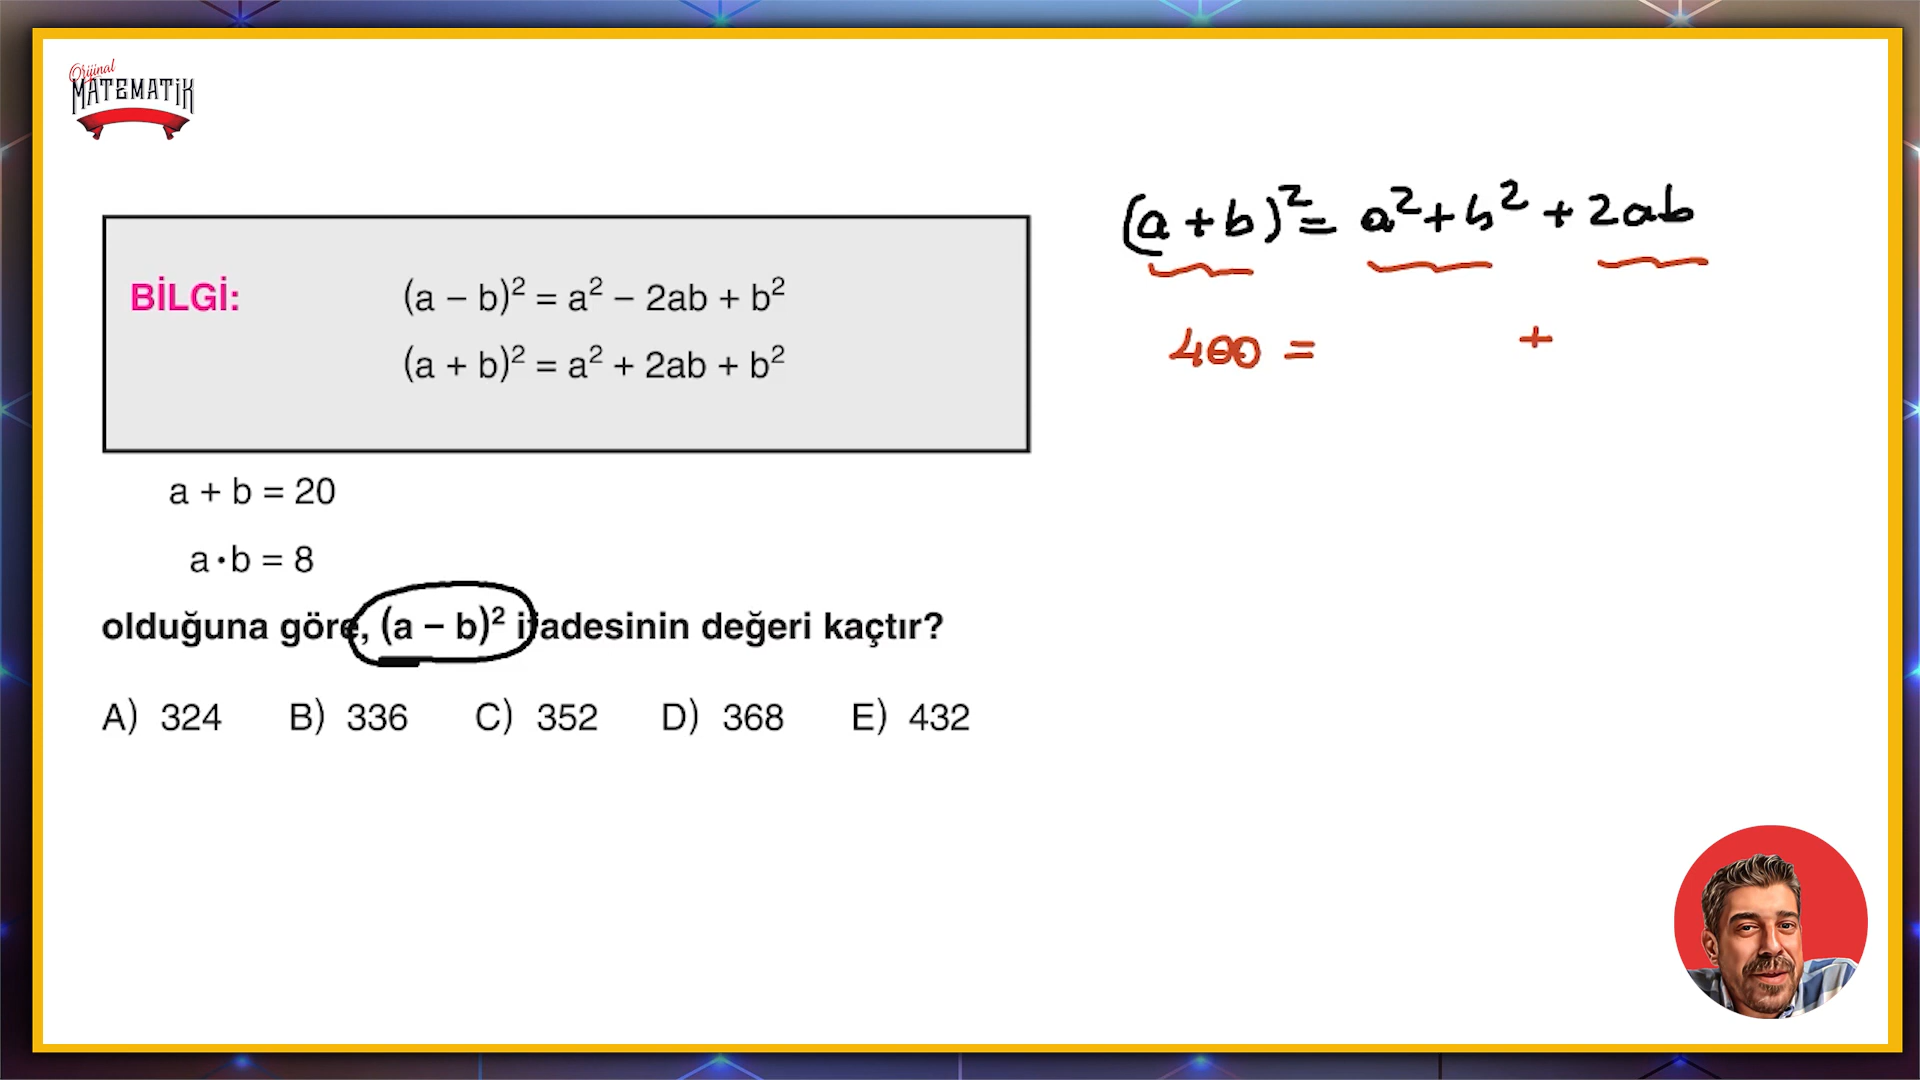 Orijinal
MATEMATİK
BİLGİ: (a − b)² = a² − 2ab + b²
(a + b)² = a² + 2ab + b²
a + b = 20
a · b = 8
olduğuna göre, (a − b)² ifadesinin değeri kaçtır?
A) 324 B) 336 C) 352 D) 368 E) 432
(a + b)² = a² + b² + 2ab
400 = +